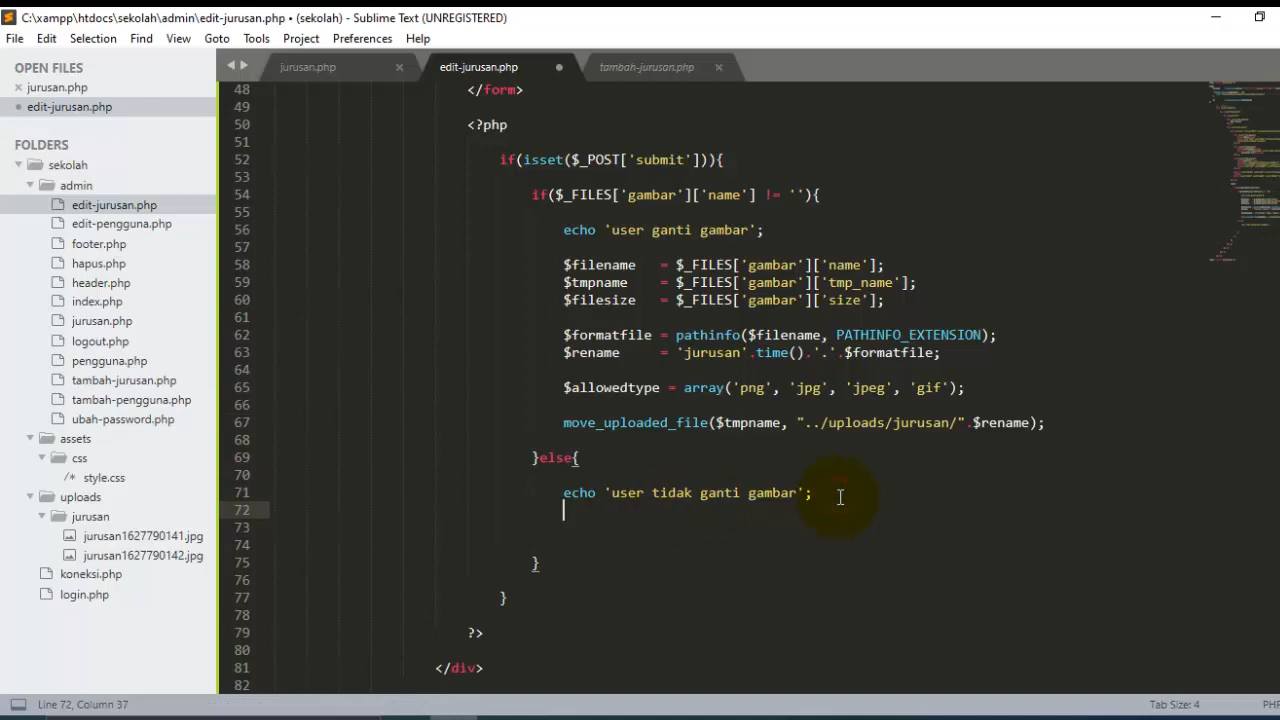 C:\xampp\htdocs\sekolah\admin\edit-jurusan.php • (sekolah) - Sublime Text (UNREGISTERED)
File Edit Selection Find View Goto Tools Project Preferences Help
OPEN FILES
jurusan.php
edit-jurusan.php
FOLDERS
sekolah
admin
edit-jurusan.php
edit-pengguna.php
footer.php
hapus.php
header.php
index.php
jurusan.php
logout.php
pengguna.php
tambah-jurusan.php
tambah-pengguna.php
ubah-password.php
assets
css
/* style.css
uploads
jurusan
jurusan1627790141.jpg
jurusan1627790142.jpg
koneksi.php
login.php
jurusan.php edit-jurusan.php tambah-jurusan.php
48 </form>
49
50 <?php
51
52 if(isset($_POST['submit'])){
53
54 if($_FILES['gambar']['name'] != ''){
55
56 echo 'user ganti gambar';
57
58 $filename = $_FILES['gambar']['name'];
59 $tmpname = $_FILES['gambar']['tmp_name'];
60 $filesize = $_FILES['gambar']['size'];
61
62 $formatfile = pathinfo($filename, PATHINFO_EXTENSION);
63 $rename = 'jurusan'.time().'.'.$formatfile;
64
65 $allowedtype = array('png', 'jpg', 'jpeg', 'gif');
66
67 move_uploaded_file($tmpname, "../uploads/jurusan/".$rename);
68
69 }else{
70
71 echo 'user tidak ganti gambar';
72
73
74
75 }
76
77 }
78
79 ?>
80
81 </div>
82
Line 72, Column 37 Tab Size: 4 PHP